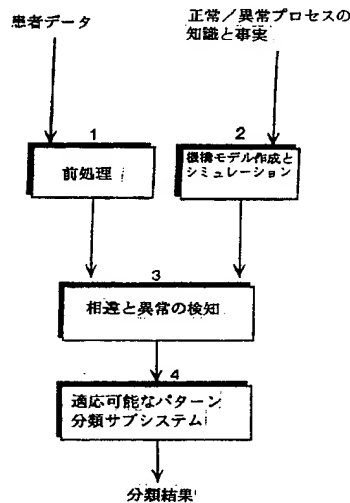 患者データ
正常/異常プロセスの
知識と事実
1
前処理
2
機構モデル作成と
シミュレーション
3
相違と異常の検知
4
適応可能なパターン
分類サブシステム
分類結果